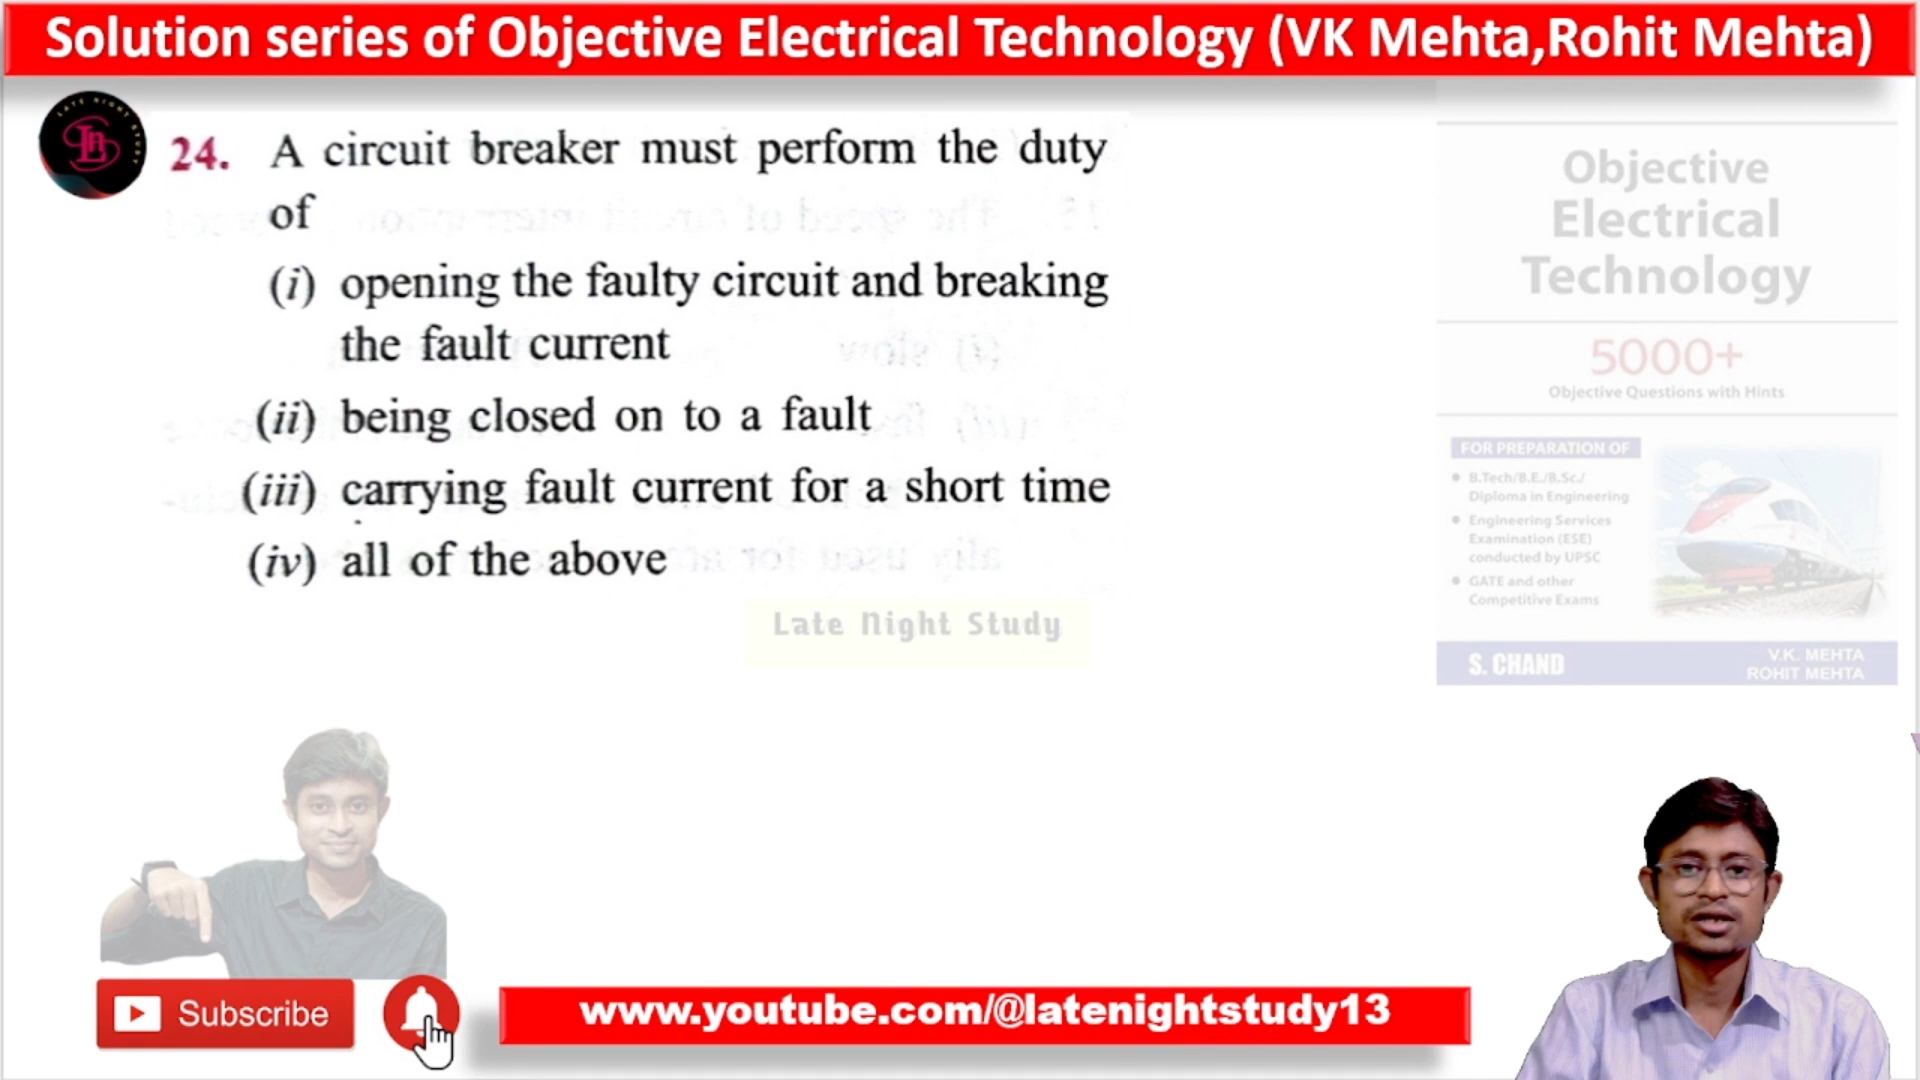 Solution series of Objective Electrical Technology (VK Mehta,Rohit Mehta)
24. A circuit breaker must perform the duty
of
(i) opening the faulty circuit and breaking
the fault current
(ii) being closed on to a fault
(iii) carrying fault current for a short time
(iv) all of the above
Late Night Study
Objective
Electrical
Technology
5000+
Objective Questions with Hints
FOR PREPARATION OF
• B.Tech/B.E./B.Sc./
Diploma in Engineering
• Engineering Services
Examination (ESE)
conducted by UPSC
• GATE and other
Competitive Exams
S. CHAND
V.K. MEHTA
ROHIT MEHTA
Subscribe
www.youtube.com/@latenightstudy13